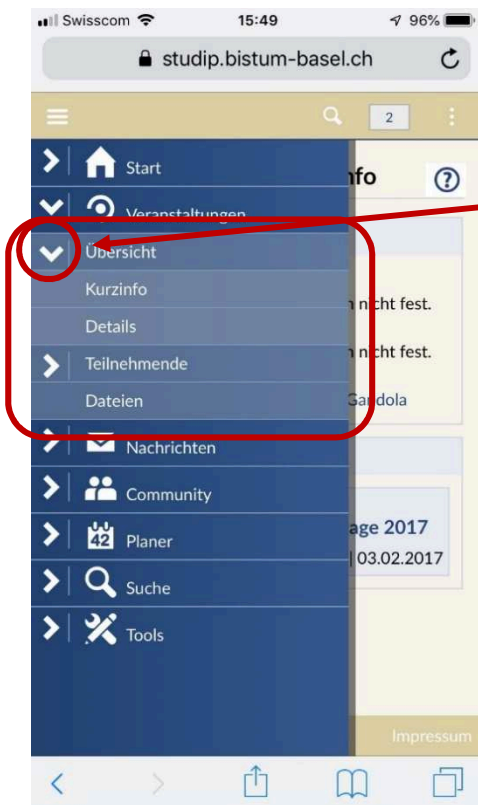 Swisscom 15:49 96%
studip.bistum-basel.ch
2
Start
nfo ?
Veranstaltungen
Übersicht
Kurzinfo
n nicht fest.
Details
n nicht fest.
Teilnehmende
Dateien Gandola
Nachrichten
Community
age 2017
42 Planer
| 03.02.2017
Suche
Tools
Impressum